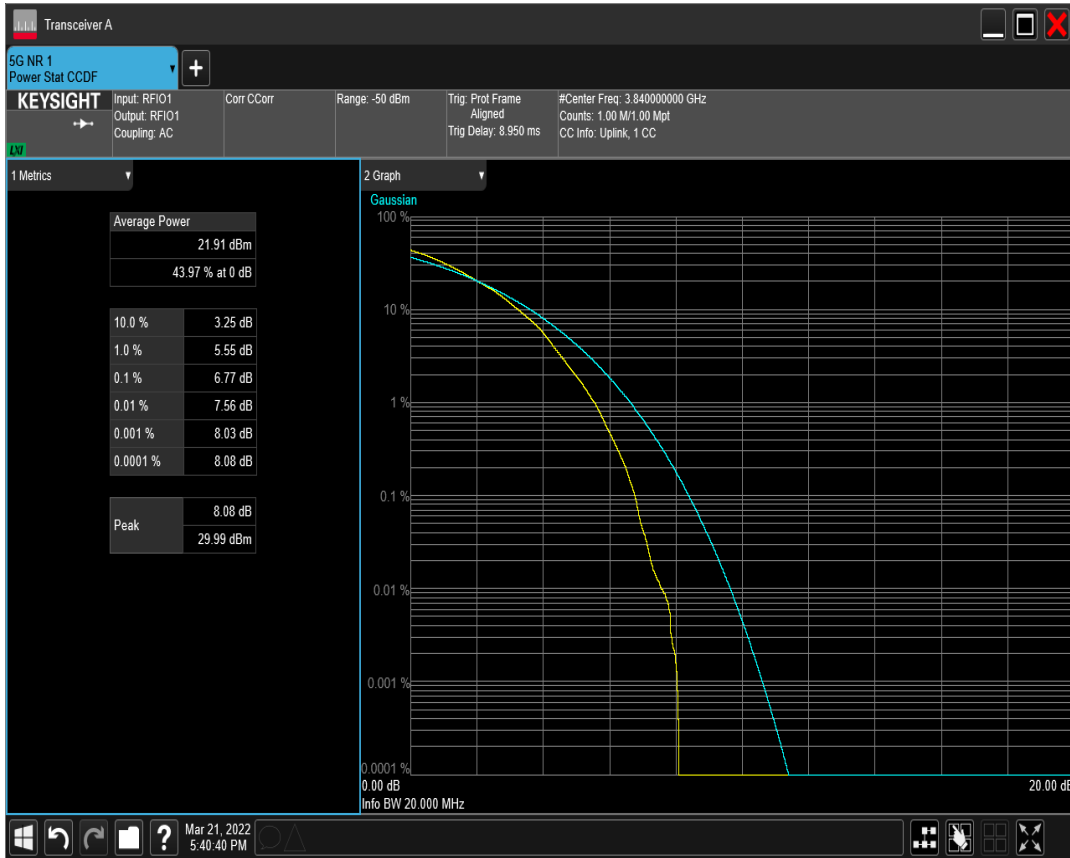 Transceiver A
5G NR 1
Power Stat CCDF
KEYSIGHT
LXI
Input: RFIO1
Output: RFIO1
Coupling: AC
Corr CCorr
Range: -50 dBm
Trig: Prot Frame
Aligned
Trig Delay: 8.950 ms
#Center Freq: 3.840000000 GHz
Counts: 1.00 M/1.00 Mpt
CC Info: Uplink, 1 CC
1 Metrics
Average Power
21.91 dBm
43.97 % at 0 dB
10.0 % 3.25 dB
1.0 % 5.55 dB
0.1 % 6.77 dB
0.01 % 7.56 dB
0.001 % 8.03 dB
0.0001 % 8.08 dB
Peak 8.08 dB
29.99 dBm
2 Graph
Gaussian
100 %
10 %
1 %
0.1 %
0.01 %
0.001 %
0.0001 %
0.00 dB 20.00 dB
Info BW 20.000 MHz
?
Mar 21, 2022
5:40:40 PM